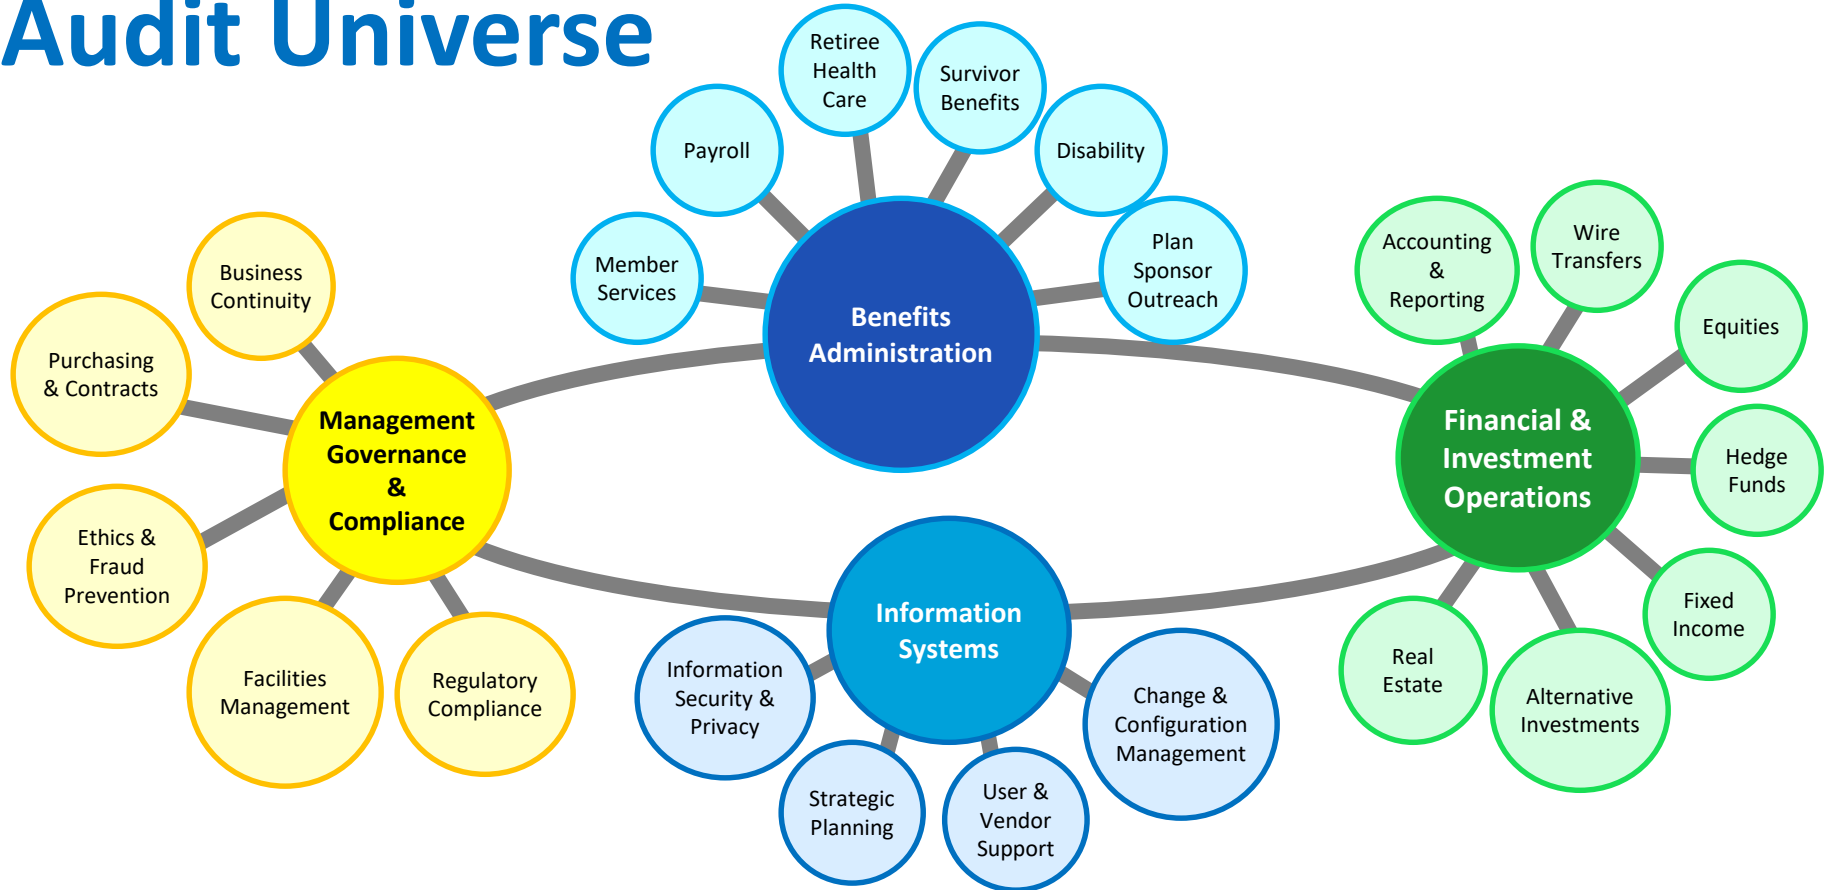 Audit Universe
Retiree
Health
Care
Survivor
Benefits
Payroll
Disability
Member
Services
Plan
Sponsor
Outreach
Benefits
Administration
Business
Continuity
Purchasing
& Contracts
Management
Governance
&
Compliance
Ethics &
Fraud
Prevention
Facilities
Management
Regulatory
Compliance
Accounting
&
Reporting
Wire
Transfers
Equities
Financial &
Investment
Operations
Hedge
Funds
Fixed
Income
Real
Estate
Alternative
Investments
Information
Systems
Information
Security &
Privacy
Strategic
Planning
User &
Vendor
Support
Change &
Configuration
Management